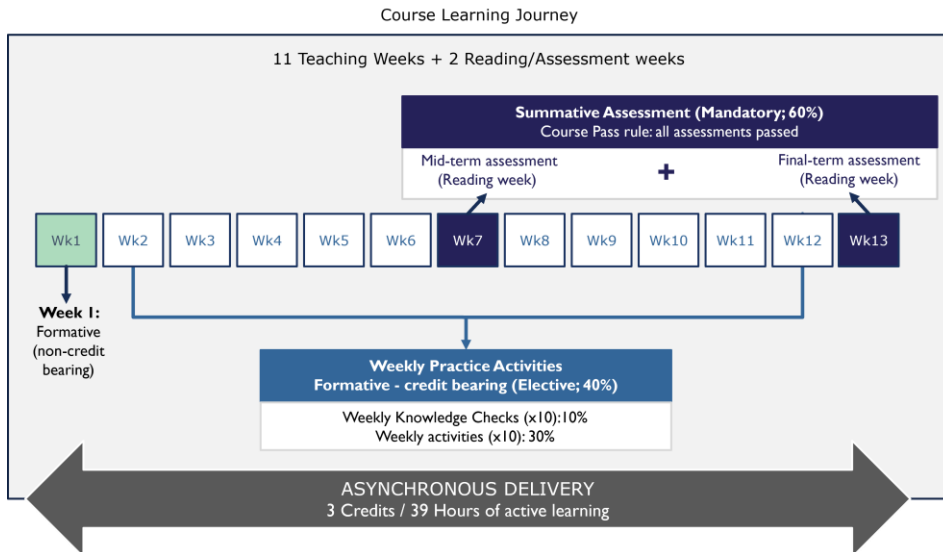 Course Learning Journey
11 Teaching Weeks + 2 Reading/Assessment weeks
Summative Assessment (Mandatory; 60%)
Course Pass rule: all assessments passed
Mid-term assessment
(Reading week)
+
Final-term assessment
(Reading week)
Wk1
Wk2
Wk3
Wk4
Wk5
Wk6
Wk7
Wk8
Wk9
Wk10
Wk11
Wk12
Wk13
Week 1:
Formative
(non-credit
bearing)
Weekly Practice Activities
Formative - credit bearing (Elective; 40%)
Weekly Knowledge Checks (x10):10%
Weekly activities (x10): 30%
ASYNCHRONOUS DELIVERY
3 Credits / 39 Hours of active learning